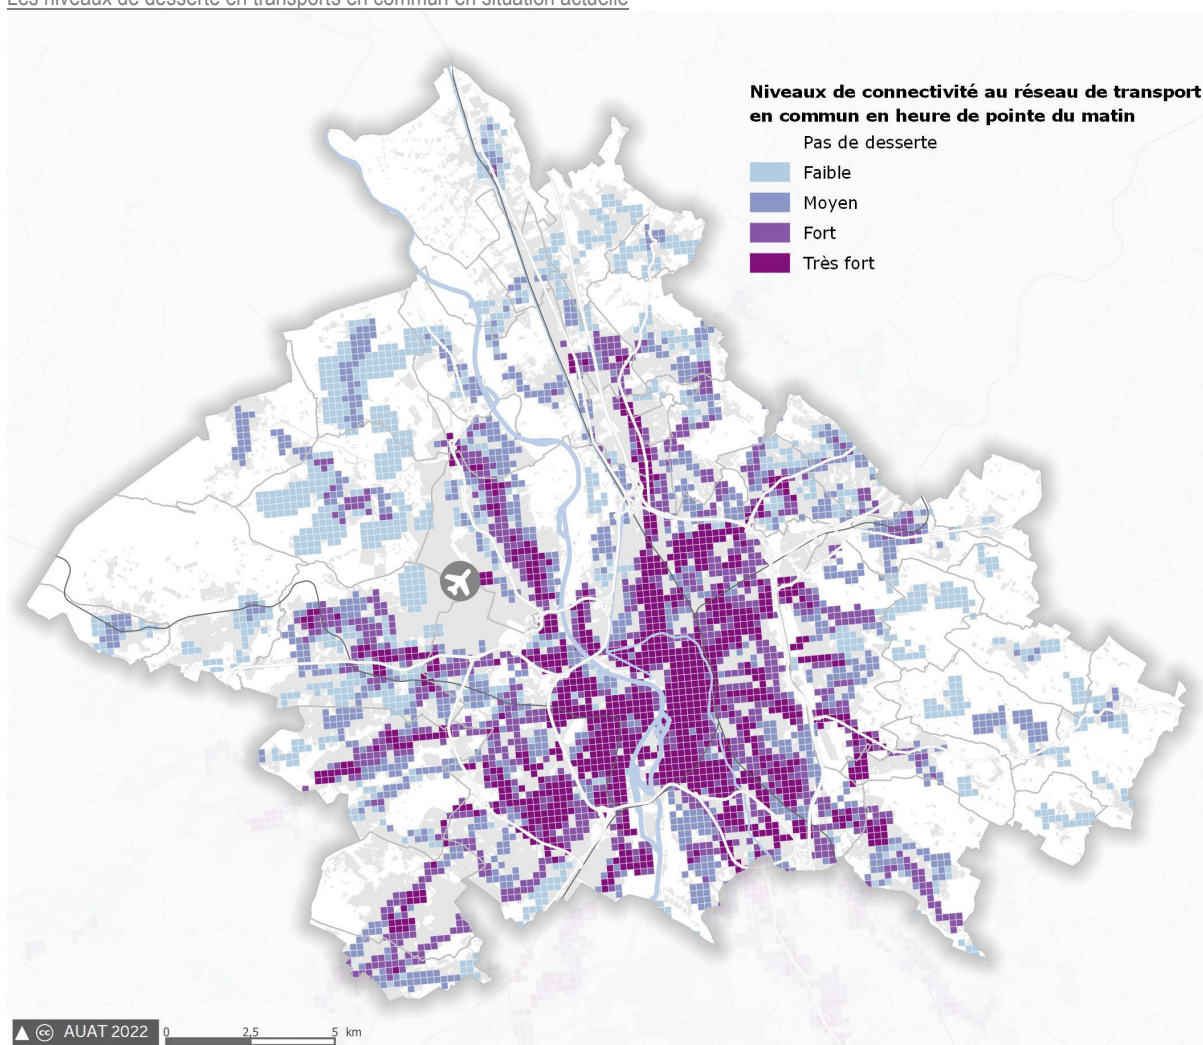 Les niveaux de desserte en transports en commun en situation actuelle
Niveaux de connectivité au réseau de transport
en commun en heure de pointe du matin
Pas de desserte
Faible
Moyen
Fort
Très fort
cc AUAT 2022 0 2,5 5 km